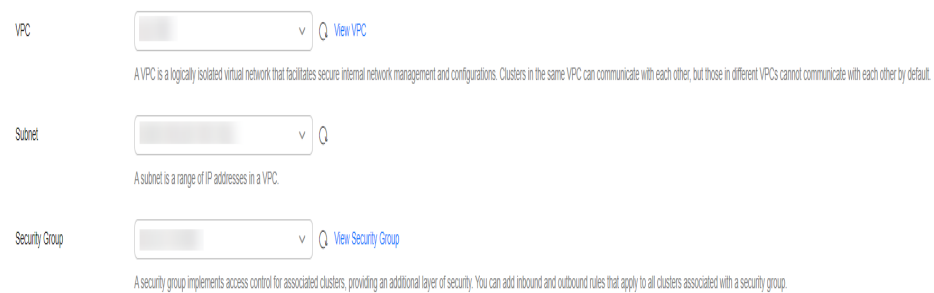 VPC
View VPC
A VPC is a logically isolated virtual network that facilitates secure internal network management and configurations. Clusters in the same VPC can communicate with each other, but those in different VPCs cannot communicate with each other by default.
Subnet
A subnet is a range of IP addresses in a VPC.
Security Group
View Security Group
A security group implements access control for associated clusters, providing an additional layer of security. You can add inbound and outbound rules that apply to all clusters associated with a security group.